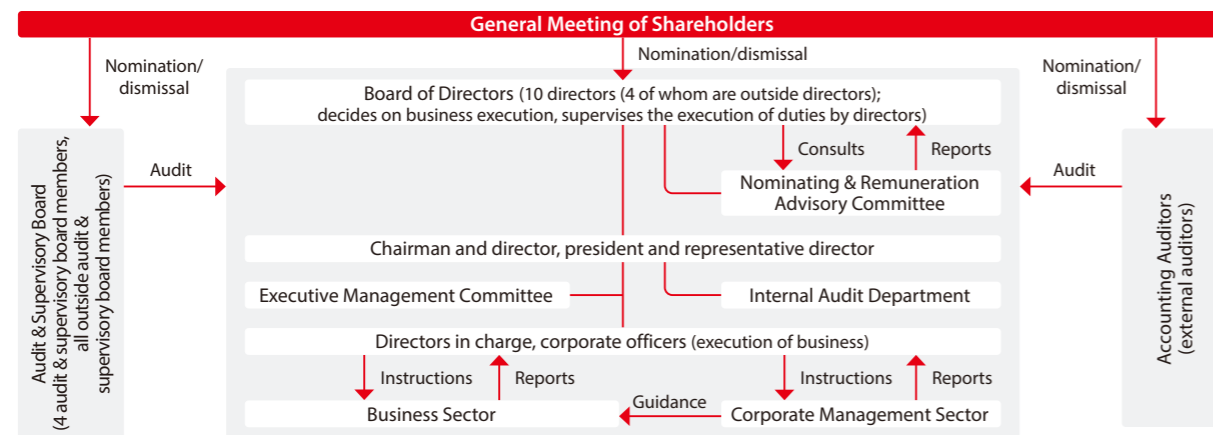 General Meeting of Shareholders
Nomination/
dismissal
Nomination/dismissal
Nomination/
dismissal
Board of Directors (10 directors (4 of whom are outside directors);
decides on business execution, supervises the execution of duties by directors)
Consults
Reports
Nominating & Remuneration
Advisory Committee
Audit & Supervisory Board
(4 audit & supervisory board members,
all outside audit &
supervisory board members)
Audit
Audit
Accounting Auditors
(external auditors)
Chairman and director, president and representative director
Executive Management Committee
Internal Audit Department
Directors in charge, corporate officers (execution of business)
Instructions
Reports
Instructions
Reports
Business Sector
Guidance
Corporate Management Sector